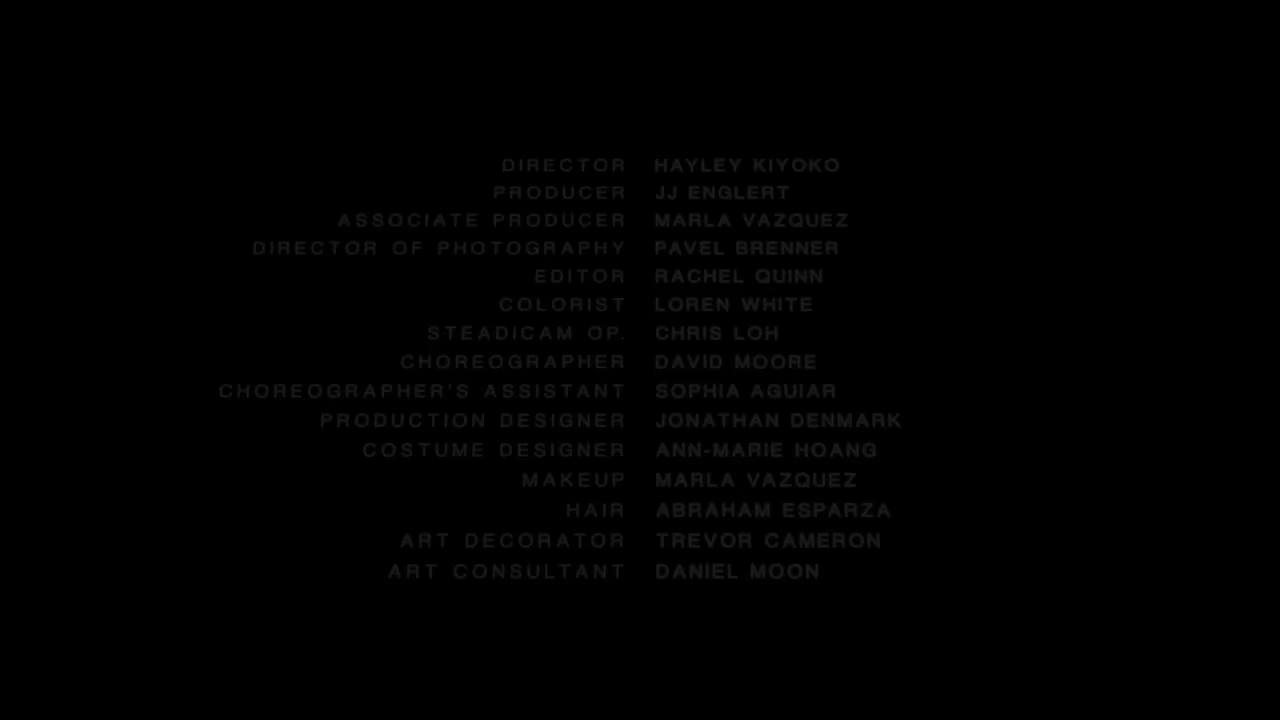 DIRECTOR HAYLEY KIYOKO
PRODUCER JJ ENGLERT
ASSOCIATE PRODUCER MARLA VAZQUEZ
DIRECTOR OF PHOTOGRAPHY PAVEL BRENNER
EDITOR RACHEL QUINN
COLORIST LOREN WHITE
STEADICAM OP. CHRIS LOH
CHOREOGRAPHER DAVID MOORE
CHOREOGRAPHER'S ASSISTANT SOPHIA AGUIAR
PRODUCTION DESIGNER JONATHAN DENMARK
COSTUME DESIGNER ANN-MARIE HOANG
MAKEUP MARLA VAZQUEZ
HAIR ABRAHAM ESPARZA
ART DECORATOR TREVOR CAMERON
ART CONSULTANT DANIEL MOON